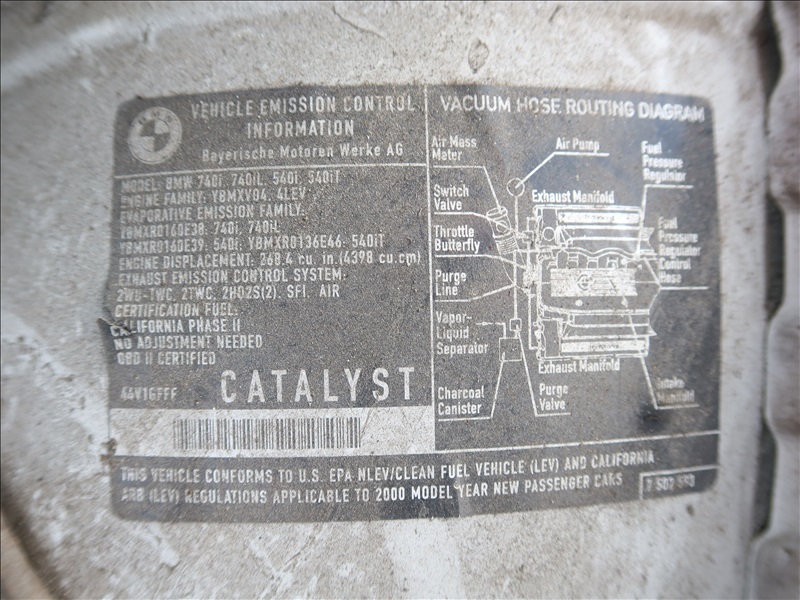 VEHICLE EMISSION CONTROL
INFORMATION
Bayerische Motoren Werke AG
MODEL: BMW 740i, 740iL, 540i, 540iT
ENGINE FAMILY: YBMXV04.4LEV
EVAPORATIVE EMISSION FAMILY:
YBMXR0160E38: 740i, 740iL
YBMXR0160E39: 540i; YBMXR0136E46: 540iT
ENGINE DISPLACEMENT: 268.4 cu. in.(4398 cu.cm)
EXHAUST EMISSION CONTROL SYSTEM:
2WU-TWC, 2TWC, 2HO2S(2), SFI, AIR
CERTIFICATION FUEL:
CALIFORNIA PHASE II
NO ADJUSTMENT NEEDED
OBD II CERTIFIED
CATALYST
VACUUM HOSE ROUTING DIAGRAM
Air Mass
Meter
Air Pump
Fuel
Pressure
Regulator
Switch
Valve
Exhaust Manifold
Throttle
Butterfly
Fuel
Pressure
Regulator
Control
Hose
Purge
Line
Vapor-
Liquid
Separator
Exhaust Manifold
Charcoal
Canister
Purge
Valve
Intake
Manifold
THIS VEHICLE CONFORMS TO U.S. EPA NLEV/CLEAN FUEL VEHICLE (LEV) AND CALIFORNIA
ARB (LEV) REGULATIONS APPLICABLE TO 2000 MODEL YEAR NEW PASSENGER CARS